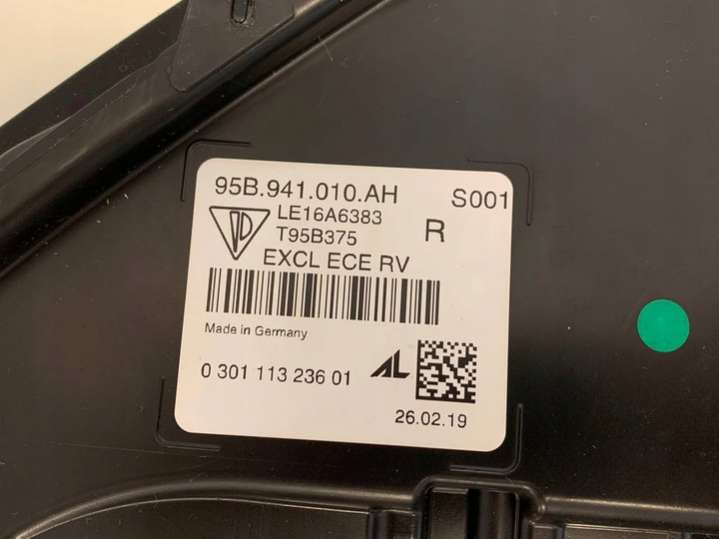 95B.941.010.AH S001
LE16A6383
T95B375 R
EXCL ECE RV
Made in Germany
0 301 113 236 01 AL
26.02.19